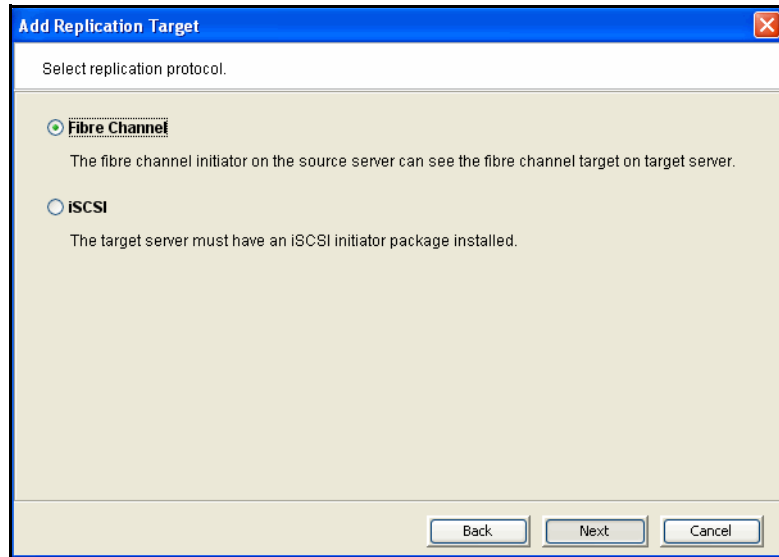 Add Replication Target
Select replication protocol.
Fibre Channel
The fibre channel initiator on the source server can see the fibre channel target on target server.
iSCSI
The target server must have an iSCSI initiator package installed.
Back Next Cancel